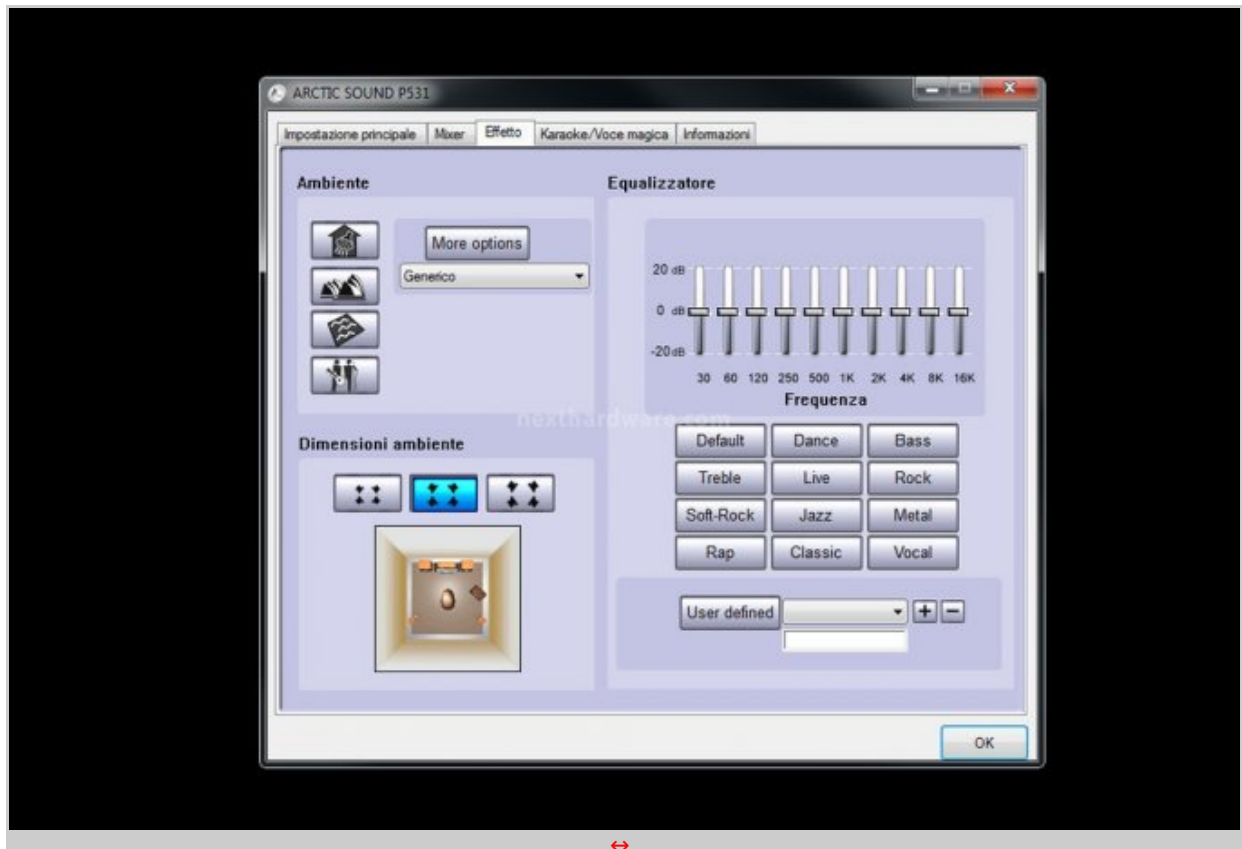 ARCTIC SOUND P531
Impostazione principale Mixer Effetto Karaoke/Voce magica Informazioni
Ambiente
More options
Generico
Dimensioni ambiente
Equalizzatore
20 dB
0 dB
-20 dB
30 60 120 250 500 1K 2K 4K 8K 16K
Frequenza
Default Dance Bass
Treble Live Rock
Soft-Rock Jazz Metal
Rap Classic Vocal
User defined
nexthardware.com
OK